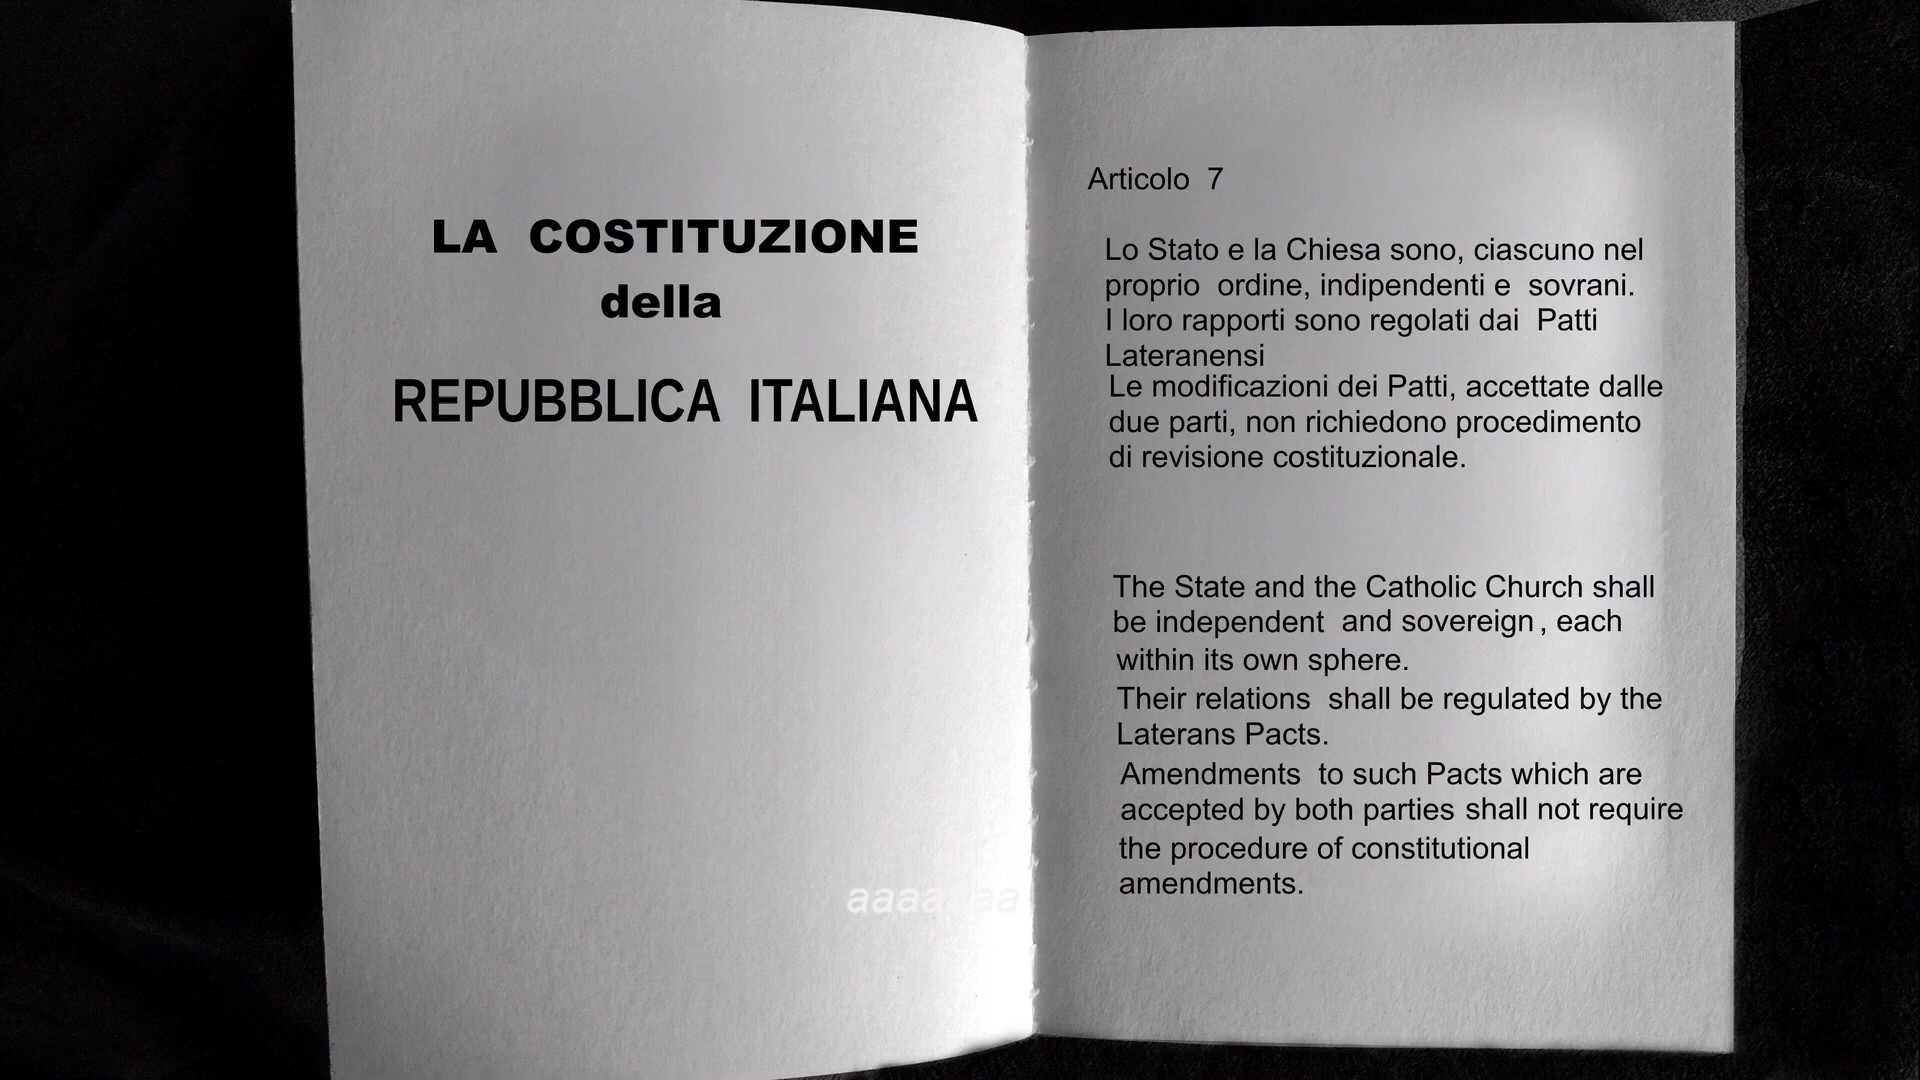 LA COSTITUZIONE
della
REPUBBLICA ITALIANA
aaaa aa
Articolo 7
Lo Stato e la Chiesa sono, ciascuno nel
proprio ordine, indipendenti e sovrani.
I loro rapporti sono regolati dai Patti
Lateranensi
Le modificazioni dei Patti, accettate dalle
due parti, non richiedono procedimento
di revisione costituzionale.
The State and the Catholic Church shall
be independent and sovereign , each
within its own sphere.
Their relations shall be regulated by the
Laterans Pacts.
Amendments to such Pacts which are
accepted by both parties shall not require
the procedure of constitutional
amendments.